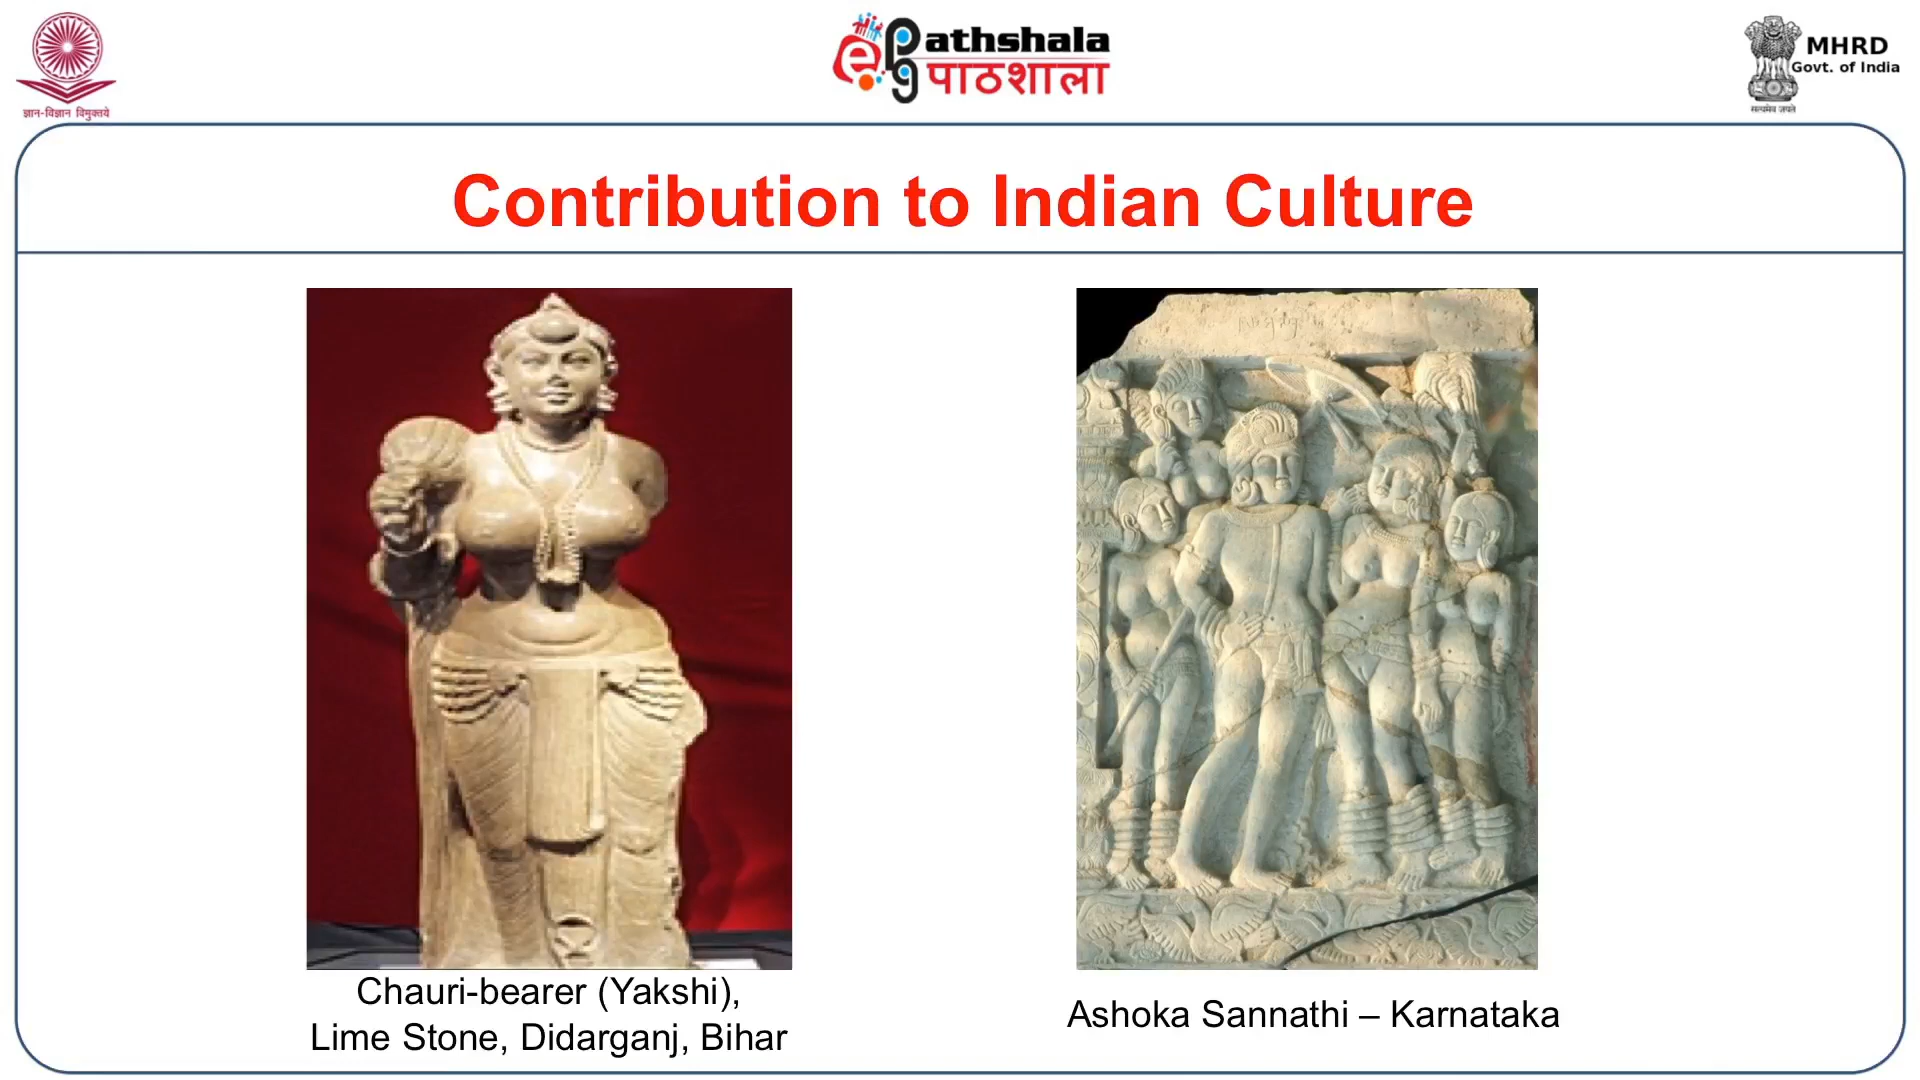 ज्ञान-विज्ञान विमुक्तये
ePathshala
पाठशाला
MHRD
Govt. of India
सत्यमेव जयते
Contribution to Indian Culture
Chauri-bearer (Yakshi),
Lime Stone, Didarganj, Bihar
Ashoka Sannathi – Karnataka